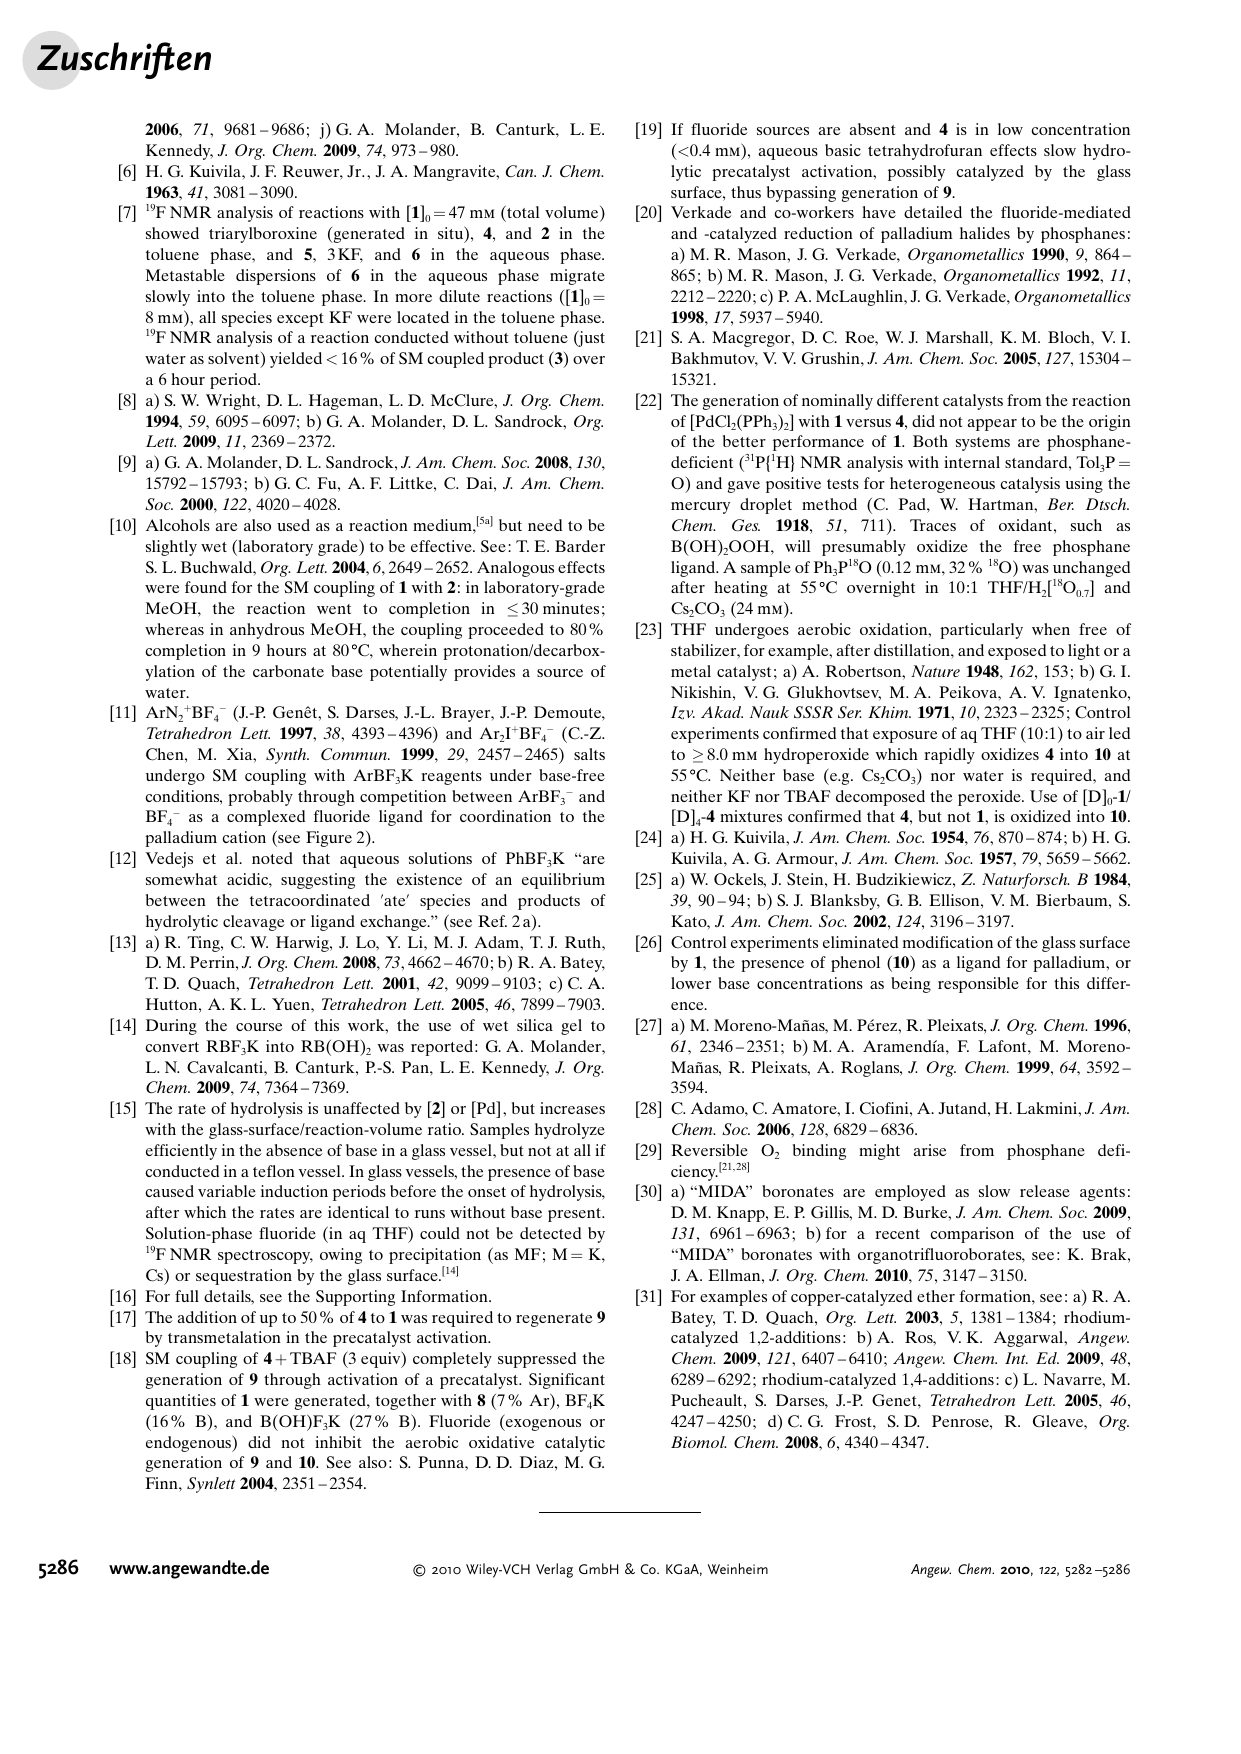 Zuschriften
2006, 71, 9681–9686; j) G. A. Molander, B. Canturk, L. E.
Kennedy, J. Org. Chem. 2009, 74, 973–980.
[6] H. G. Kuivila, J. F. Reuwer, Jr., J. A. Mangravite, Can. J. Chem.
1963, 41, 3081–3090.
[7] ¹⁹F NMR analysis of reactions with [1]₀ = 47 mM (total volume)
showed triarylboroxine (generated in situ), 4, and 2 in the
toluene phase, and 5, 3 KF, and 6 in the aqueous phase.
Metastable dispersions of 6 in the aqueous phase migrate
slowly into the toluene phase. In more dilute reactions ([1]₀ =
8 mM), all species except KF were located in the toluene phase.
¹⁹F NMR analysis of a reaction conducted without toluene (just
water as solvent) yielded < 16 % of SM coupled product (3) over
a 6 hour period.
[8] a) S. W. Wright, D. L. Hageman, L. D. McClure, J. Org. Chem.
1994, 59, 6095–6097; b) G. A. Molander, D. L. Sandrock, Org.
Lett. 2009, 11, 2369–2372.
[9] a) G. A. Molander, D. L. Sandrock, J. Am. Chem. Soc. 2008, 130,
15792–15793; b) G. C. Fu, A. F. Littke, C. Dai, J. Am. Chem.
Soc. 2000, 122, 4020–4028.
[10] Alcohols are also used as a reaction medium,[5a] but need to be
slightly wet (laboratory grade) to be effective. See: T. E. Barder
S. L. Buchwald, Org. Lett. 2004, 6, 2649–2652. Analogous effects
were found for the SM coupling of 1 with 2: in laboratory-grade
MeOH, the reaction went to completion in ≤ 30 minutes;
whereas in anhydrous MeOH, the coupling proceeded to 80 %
completion in 9 hours at 80 °C, wherein protonation/decarbox-
ylation of the carbonate base potentially provides a source of
water.
[11] ArN₂⁺BF₄⁻ (J.-P. Genêt, S. Darses, J.-L. Brayer, J.-P. Demoute,
Tetrahedron Lett. 1997, 38, 4393–4396) and Ar₂I⁺BF₄⁻ (C.-Z.
Chen, M. Xia, Synth. Commun. 1999, 29, 2457–2465) salts
undergo SM coupling with ArBF₃K reagents under base-free
conditions, probably through competition between ArBF₃⁻ and
BF₄⁻ as a complexed fluoride ligand for coordination to the
palladium cation (see Figure 2).
[12] Vedejs et al. noted that aqueous solutions of PhBF₃K “are
somewhat acidic, suggesting the existence of an equilibrium
between the tetracoordinated ′ate′ species and products of
hydrolytic cleavage or ligand exchange.” (see Ref. 2 a).
[13] a) R. Ting, C. W. Harwig, J. Lo, Y. Li, M. J. Adam, T. J. Ruth,
D. M. Perrin, J. Org. Chem. 2008, 73, 4662–4670; b) R. A. Batey,
T. D. Quach, Tetrahedron Lett. 2001, 42, 9099–9103; c) C. A.
Hutton, A. K. L. Yuen, Tetrahedron Lett. 2005, 46, 7899–7903.
[14] During the course of this work, the use of wet silica gel to
convert RBF₃K into RB(OH)₂ was reported: G. A. Molander,
L. N. Cavalcanti, B. Canturk, P.-S. Pan, L. E. Kennedy, J. Org.
Chem. 2009, 74, 7364–7369.
[15] The rate of hydrolysis is unaffected by [2] or [Pd], but increases
with the glass-surface/reaction-volume ratio. Samples hydrolyze
efficiently in the absence of base in a glass vessel, but not at all if
conducted in a teflon vessel. In glass vessels, the presence of base
caused variable induction periods before the onset of hydrolysis,
after which the rates are identical to runs without base present.
Solution-phase fluoride (in aq THF) could not be detected by
¹⁹F NMR spectroscopy, owing to precipitation (as MF; M = K,
Cs) or sequestration by the glass surface.[14]
[16] For full details, see the Supporting Information.
[17] The addition of up to 50 % of 4 to 1 was required to regenerate 9
by transmetalation in the precatalyst activation.
[18] SM coupling of 4 + TBAF (3 equiv) completely suppressed the
generation of 9 through activation of a precatalyst. Significant
quantities of 1 were generated, together with 8 (7 % Ar), BF₄K
(16 % B), and B(OH)F₃K (27 % B). Fluoride (exogenous or
endogenous) did not inhibit the aerobic oxidative catalytic
generation of 9 and 10. See also: S. Punna, D. D. Diaz, M. G.
Finn, Synlett 2004, 2351–2354.
[19] If fluoride sources are absent and 4 is in low concentration
(<0.4 mM), aqueous basic tetrahydrofuran effects slow hydro-
lytic precatalyst activation, possibly catalyzed by the glass
surface, thus bypassing generation of 9.
[20] Verkade and co-workers have detailed the fluoride-mediated
and -catalyzed reduction of palladium halides by phosphanes:
a) M. R. Mason, J. G. Verkade, Organometallics 1990, 9, 864–
865; b) M. R. Mason, J. G. Verkade, Organometallics 1992, 11,
2212–2220; c) P. A. McLaughlin, J. G. Verkade, Organometallics
1998, 17, 5937–5940.
[21] S. A. Macgregor, D. C. Roe, W. J. Marshall, K. M. Bloch, V. I.
Bakhmutov, V. V. Grushin, J. Am. Chem. Soc. 2005, 127, 15304–
15321.
[22] The generation of nominally different catalysts from the reaction
of [PdCl₂(PPh₃)₂] with 1 versus 4, did not appear to be the origin
of the better performance of 1. Both systems are phosphane-
deficient (³¹P{¹H} NMR analysis with internal standard, Tol₃P =
O) and gave positive tests for heterogeneous catalysis using the
mercury droplet method (C. Pad, W. Hartman, Ber. Dtsch.
Chem. Ges. 1918, 51, 711). Traces of oxidant, such as
B(OH)₂OOH, will presumably oxidize the free phosphane
ligand. A sample of Ph₃P¹⁸O (0.12 mM, 32 % ¹⁸O) was unchanged
after heating at 55 °C overnight in 10:1 THF/H₂[¹⁸O₀.₇] and
Cs₂CO₃ (24 mM).
[23] THF undergoes aerobic oxidation, particularly when free of
stabilizer, for example, after distillation, and exposed to light or a
metal catalyst; a) A. Robertson, Nature 1948, 162, 153; b) G. I.
Nikishin, V. G. Glukhovtsev, M. A. Peikova, A. V. Ignatenko,
Izv. Akad. Nauk SSSR Ser. Khim. 1971, 10, 2323–2325; Control
experiments confirmed that exposure of aq THF (10:1) to air led
to ≥ 8.0 mM hydroperoxide which rapidly oxidizes 4 into 10 at
55 °C. Neither base (e.g. Cs₂CO₃) nor water is required, and
neither KF nor TBAF decomposed the peroxide. Use of [D]₀-1/
[D]₄-4 mixtures confirmed that 4, but not 1, is oxidized into 10.
[24] a) H. G. Kuivila, J. Am. Chem. Soc. 1954, 76, 870–874; b) H. G.
Kuivila, A. G. Armour, J. Am. Chem. Soc. 1957, 79, 5659–5662.
[25] a) W. Ockels, J. Stein, H. Budzikiewicz, Z. Naturforsch. B 1984,
39, 90–94; b) S. J. Blanksby, G. B. Ellison, V. M. Bierbaum, S.
Kato, J. Am. Chem. Soc. 2002, 124, 3196–3197.
[26] Control experiments eliminated modification of the glass surface
by 1, the presence of phenol (10) as a ligand for palladium, or
lower base concentrations as being responsible for this differ-
ence.
[27] a) M. Moreno-Mañas, M. Pérez, R. Pleixats, J. Org. Chem. 1996,
61, 2346–2351; b) M. A. Aramendía, F. Lafont, M. Moreno-
Mañas, R. Pleixats, A. Roglans, J. Org. Chem. 1999, 64, 3592–
3594.
[28] C. Adamo, C. Amatore, I. Ciofini, A. Jutand, H. Lakmini, J. Am.
Chem. Soc. 2006, 128, 6829–6836.
[29] Reversible O₂ binding might arise from phosphane defi-
ciency.[21,28]
[30] a) “MIDA” boronates are employed as slow release agents:
D. M. Knapp, E. P. Gillis, M. D. Burke, J. Am. Chem. Soc. 2009,
131, 6961–6963; b) for a recent comparison of the use of
“MIDA” boronates with organotrifluoroborates, see: K. Brak,
J. A. Ellman, J. Org. Chem. 2010, 75, 3147–3150.
[31] For examples of copper-catalyzed ether formation, see: a) R. A.
Batey, T. D. Quach, Org. Lett. 2003, 5, 1381–1384; rhodium-
catalyzed 1,2-additions: b) A. Ros, V. K. Aggarwal, Angew.
Chem. 2009, 121, 6407–6410; Angew. Chem. Int. Ed. 2009, 48,
6289–6292; rhodium-catalyzed 1,4-additions: c) L. Navarre, M.
Pucheault, S. Darses, J.-P. Genet, Tetrahedron Lett. 2005, 46,
4247–4250; d) C. G. Frost, S. D. Penrose, R. Gleave, Org.
Biomol. Chem. 2008, 6, 4340–4347.
5286 www.angewandte.de © 2010 Wiley-VCH Verlag GmbH & Co. KGaA, Weinheim Angew. Chem. 2010, 122, 5282–5286